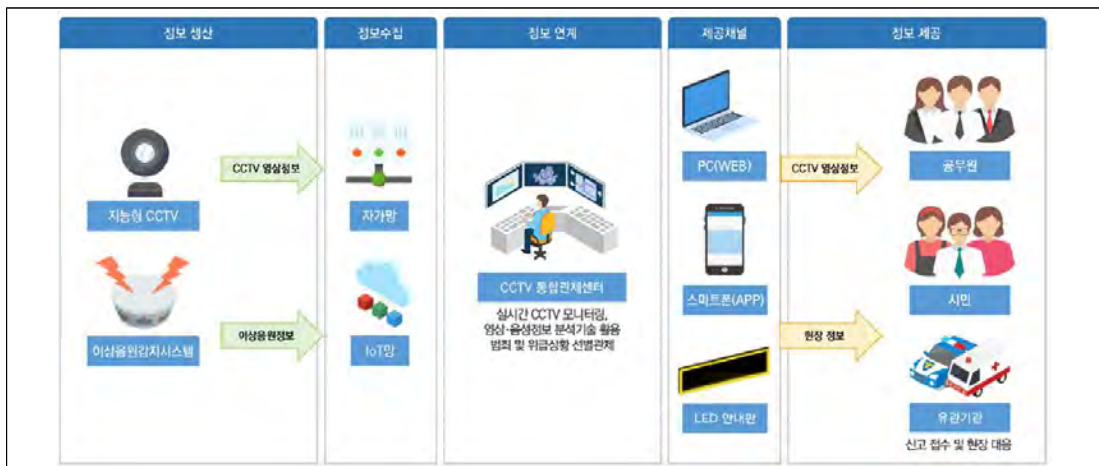 정보 생산
정보수집
정보 연계
제공채널
정보 제공
CCTV 영상정보
지능형 CCTV
자가망
이상음원정보
이상음원감지시스템
IoT망
CCTV 통합관제센터
실시간 CCTV 모니터링,
영상·음성정보 분석기술 활용
범죄 및 위급상황 선별관제
PC(WEB)
스마트폰(APP)
LED 안내판
CCTV 영상정보
현장 정보
공무원
시민
유관기관
신고 접수 및 현장 대응